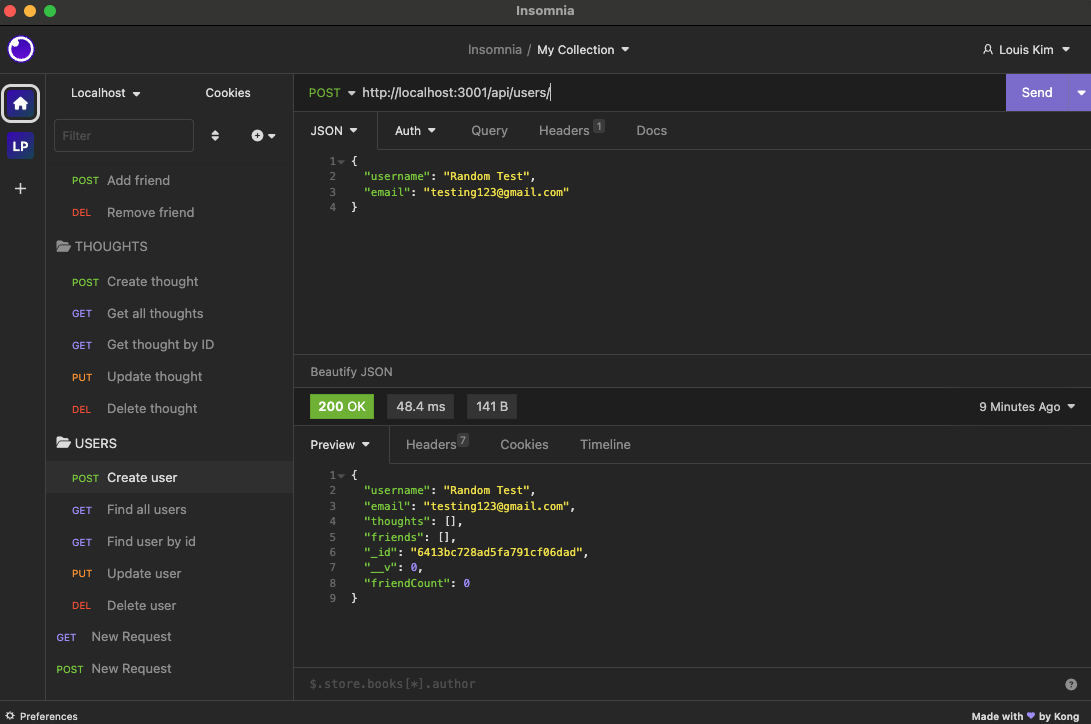 Insomnia
Insomnia / My Collection
Louis Kim
LP
Localhost
Cookies
Filter
POST Add friend
DEL Remove friend
THOUGHTS
POST Create thought
GET Get all thoughts
GET Get thought by ID
PUT Update thought
DEL Delete thought
USERS
POST Create user
GET Find all users
GET Find user by id
PUT Update user
DEL Delete user
GET New Request
POST New Request
POST http://localhost:3001/api/users/
Send
JSON Auth Query Headers 1 Docs
1 {
2 "username": "Random Test",
3 "email": "testing123@gmail.com"
4 }
Beautify JSON
200 OK 48.4 ms 141 B 9 Minutes Ago
Preview Headers 7 Cookies Timeline
1 {
2 "username": "Random Test",
3 "email": "testing123@gmail.com",
4 "thoughts": [],
5 "friends": [],
6 "_id": "6413bc728ad5fa791cf06dad",
7 "__v": 0,
8 "friendCount": 0
9 }
$.store.books[*].author
?
Preferences
Made with 💜 by Kong